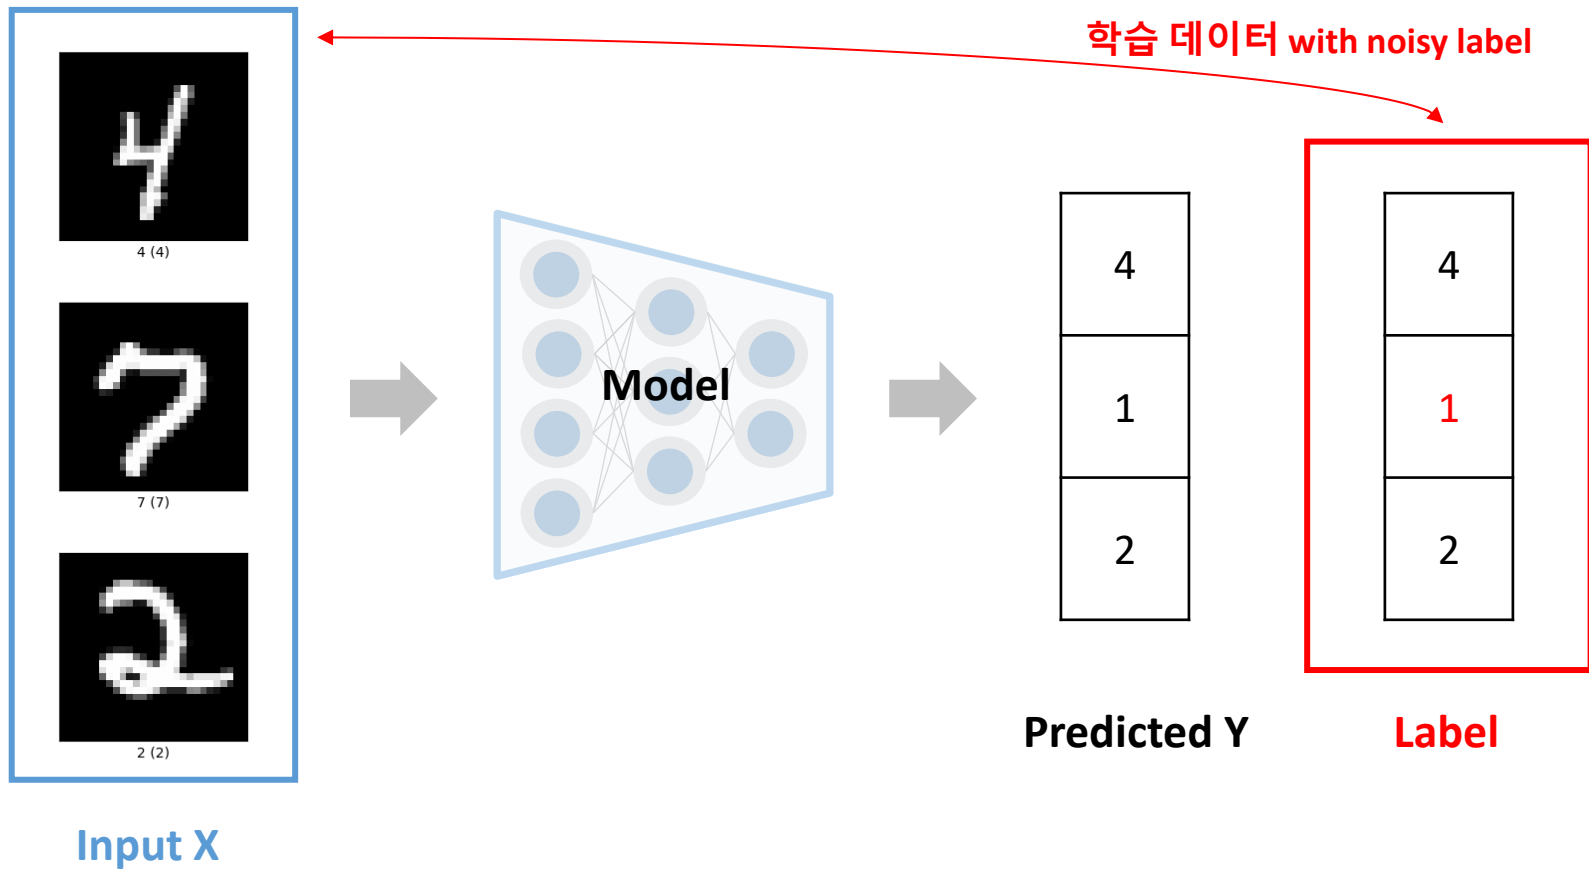 학습 데이터 with noisy label
4 (4)
7 (7)
2 (2)
Input X
Model
4
1
2
Predicted Y
4
1
2
Label